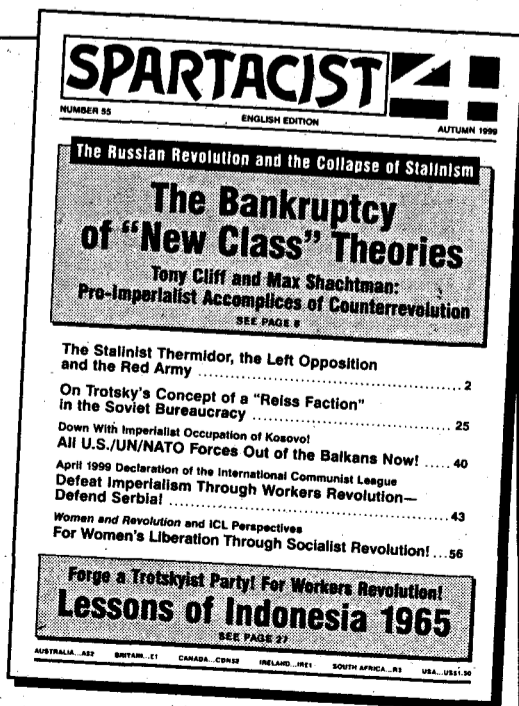 SPARTACIST
NUMBER 55
ENGLISH EDITION
AUTUMN 1999
The Russian Revolution and the Collapse of Stalinism
The Bankruptcy
of "New Class" Theories
Tony Cliff and Max Shachtman:
Pro-Imperialist Accomplices of Counterrevolution
SEE PAGE 8
The Stalinist Thermidor, the Left Opposition
and the Red Army ..... 2
On Trotsky's Concept of a "Reiss Faction"
in the Soviet Bureaucracy ..... 25
Down With Imperialist Occupation of Kosovo!
All U.S./UN/NATO Forces Out of the Balkans Now! ..... 40
April 1999 Declaration of the International Communist League
Defeat Imperialism Through Workers Revolution—
Defend Serbia! ..... 43
Women and Revolution and ICL Perspectives
For Women's Liberation Through Socialist Revolution! ...56
Forge a Trotskyist Party! For Workers Revolution!
Lessons of Indonesia 1965
SEE PAGE 27
AUSTRALIA...A$2 BRITAIN...£1 CANADA...CDN$2 IRELAND...IR£1 SOUTH AFRICA...R3 USA...US$1.50